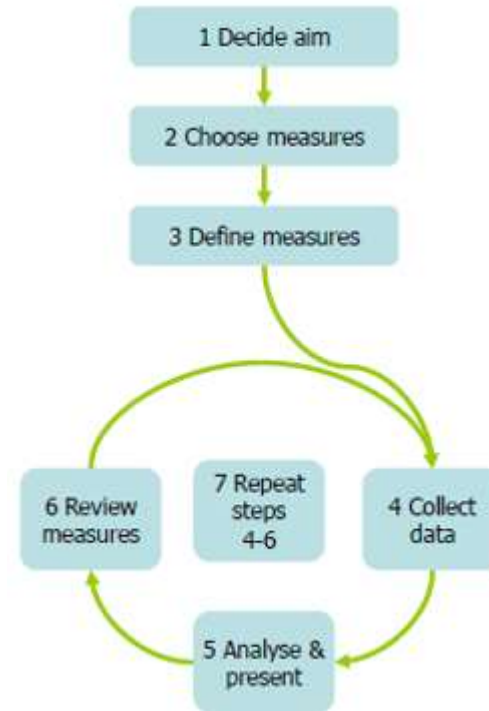 1 Decide aim
2 Choose measures
3 Define measures
4 Collect
data
5 Analyse &
present
6 Review
measures
7 Repeat
steps
4-6